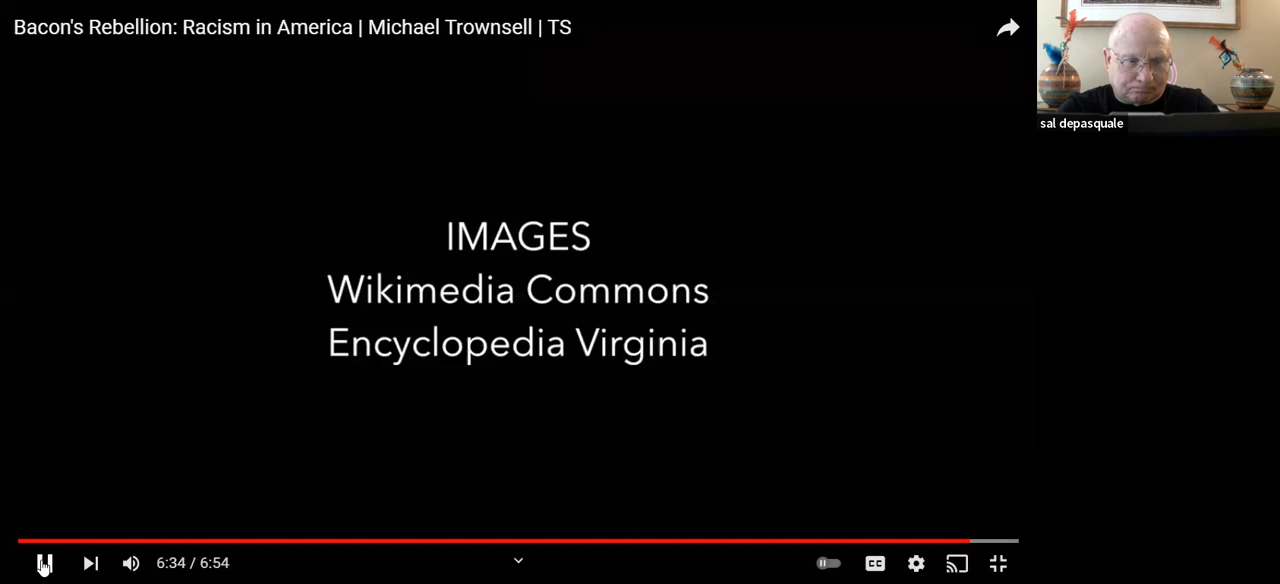 Bacon's Rebellion: Racism in America | Michael Trownsell | TS
sal depasquale
IMAGES
Wikimedia Commons
Encyclopedia Virginia
6:34 / 6:54
CC